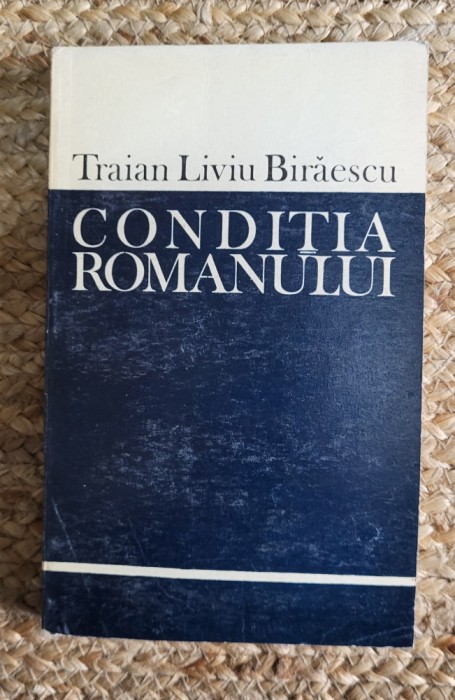 Traian Liviu Birăescu
CONDIȚIA
ROMANULUI